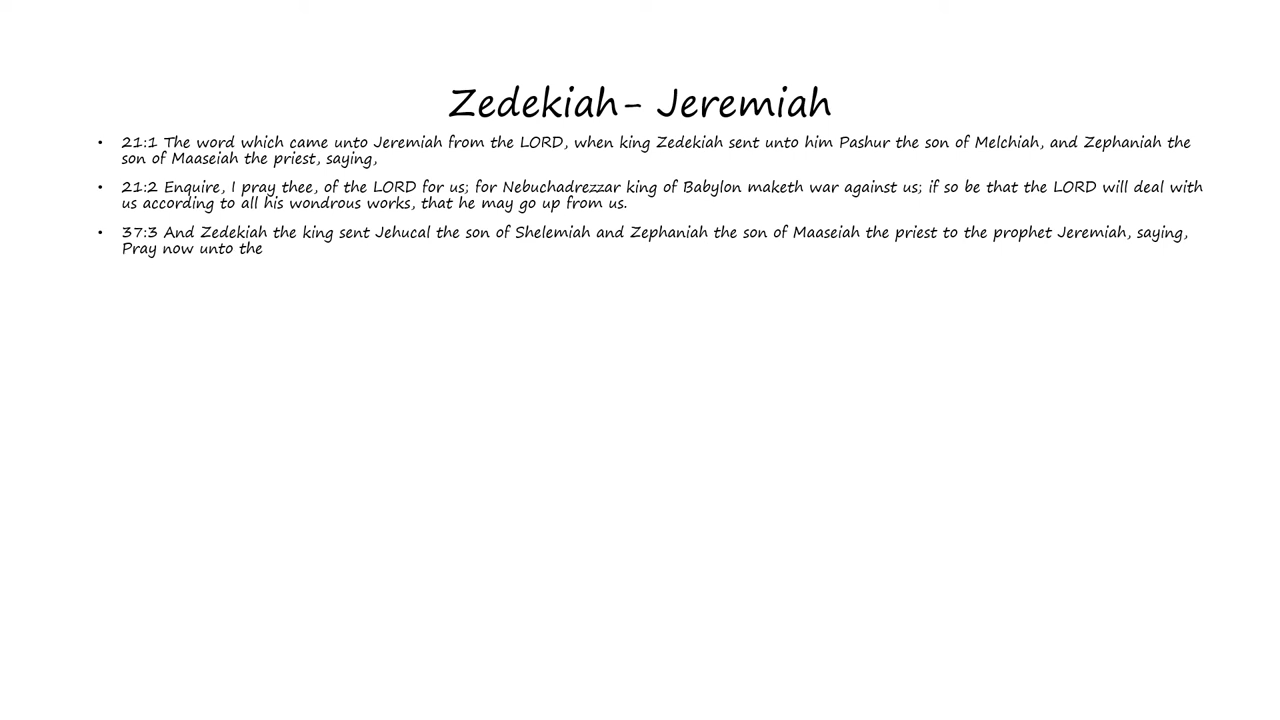 Zedekiah- Jeremiah
• 21:1 The word which came unto Jeremiah from the LORD, when king Zedekiah sent unto him Pashur the son of Melchiah, and Zephaniah the
son of Maaseiah the priest, saying,
• 21:2 Enquire, I pray thee, of the LORD for us; for Nebuchadrezzar king of Babylon maketh war against us; if so be that the LORD will deal with
us according to all his wondrous works, that he may go up from us.
• 37:3 And Zedekiah the king sent Jehucal the son of Shelemiah and Zephaniah the son of Maaseiah the priest to the prophet Jeremiah, saying,
Pray now unto the